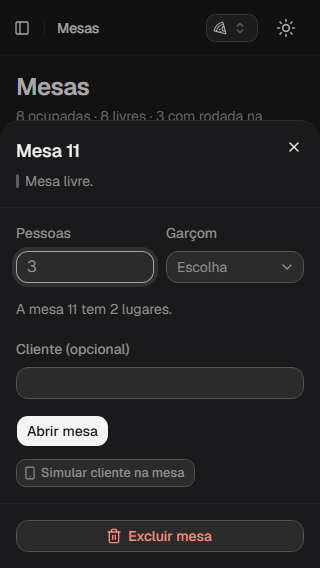 Mesas
Mesas
8 ocupadas · 8 livres · 3 com rodada na
Mesa 11
Mesa livre.
Pessoas
Garçom
3
Escolha
A mesa 11 tem 2 lugares.
Cliente (opcional)
Abrir mesa
Simular cliente na mesa
Excluir mesa